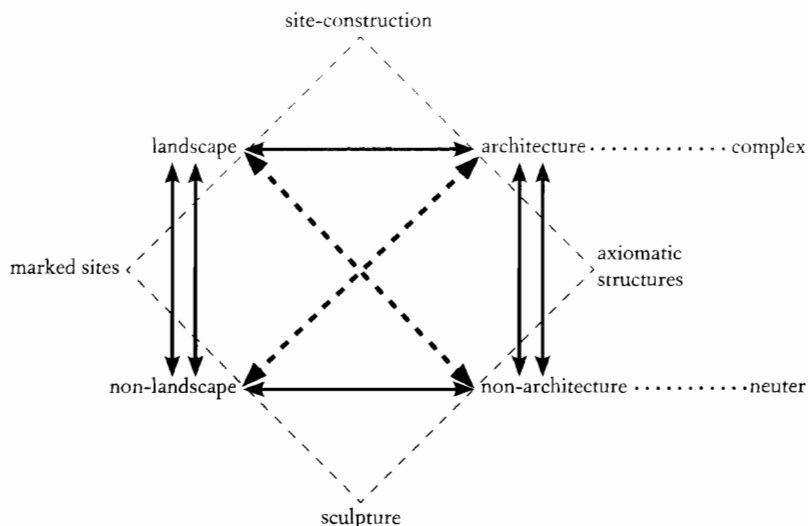 site-construction
landscape
architecture
complex
marked sites
axiomatic
structures
non-landscape
non-architecture
neuter
sculpture